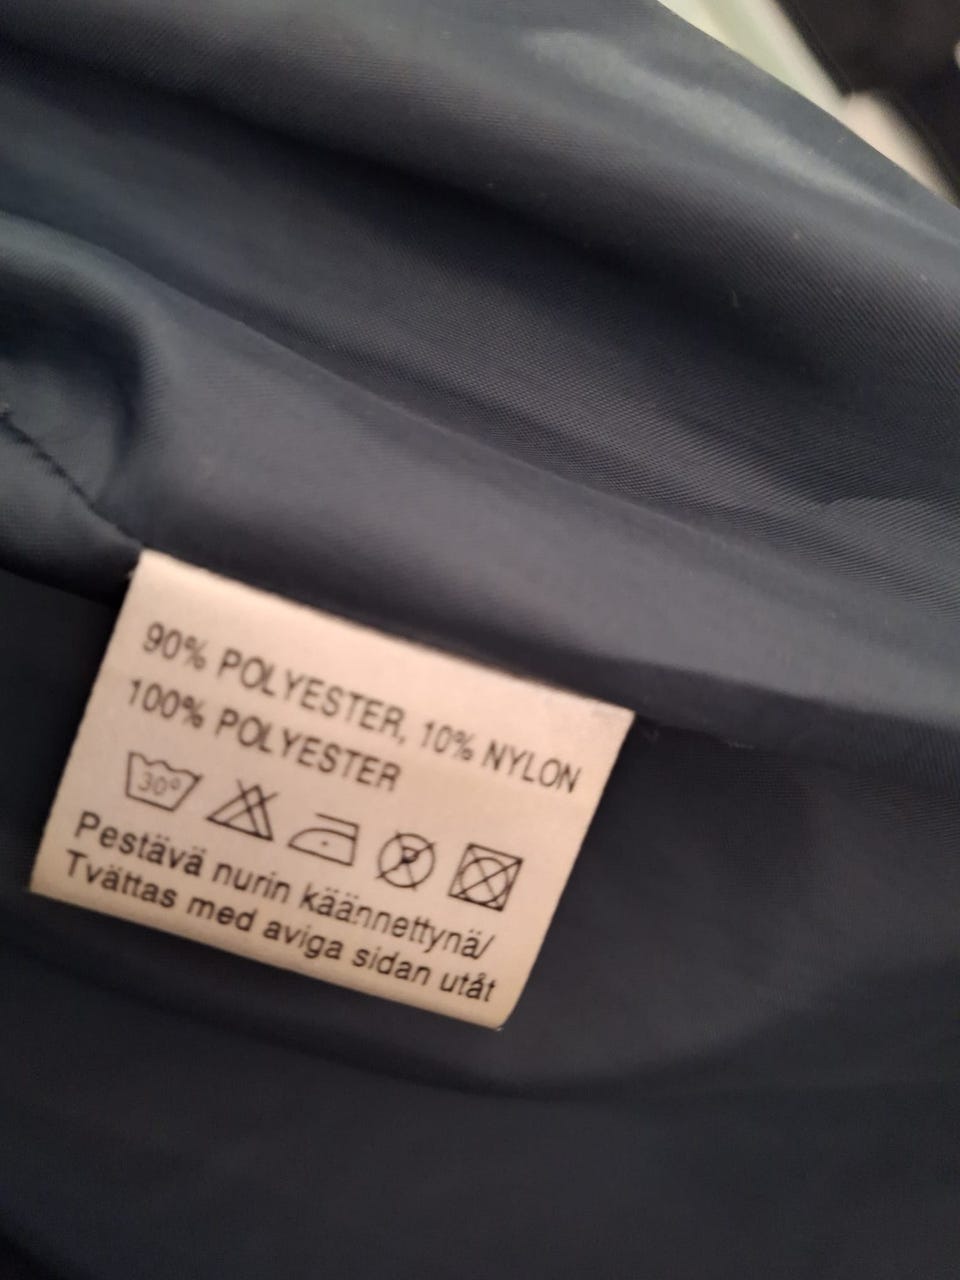 90% POLYESTER, 10% NYLON
100% POLYESTER
30°
P
Pestävä nurin käännettynä/
Tvättas med aviga sidan utåt